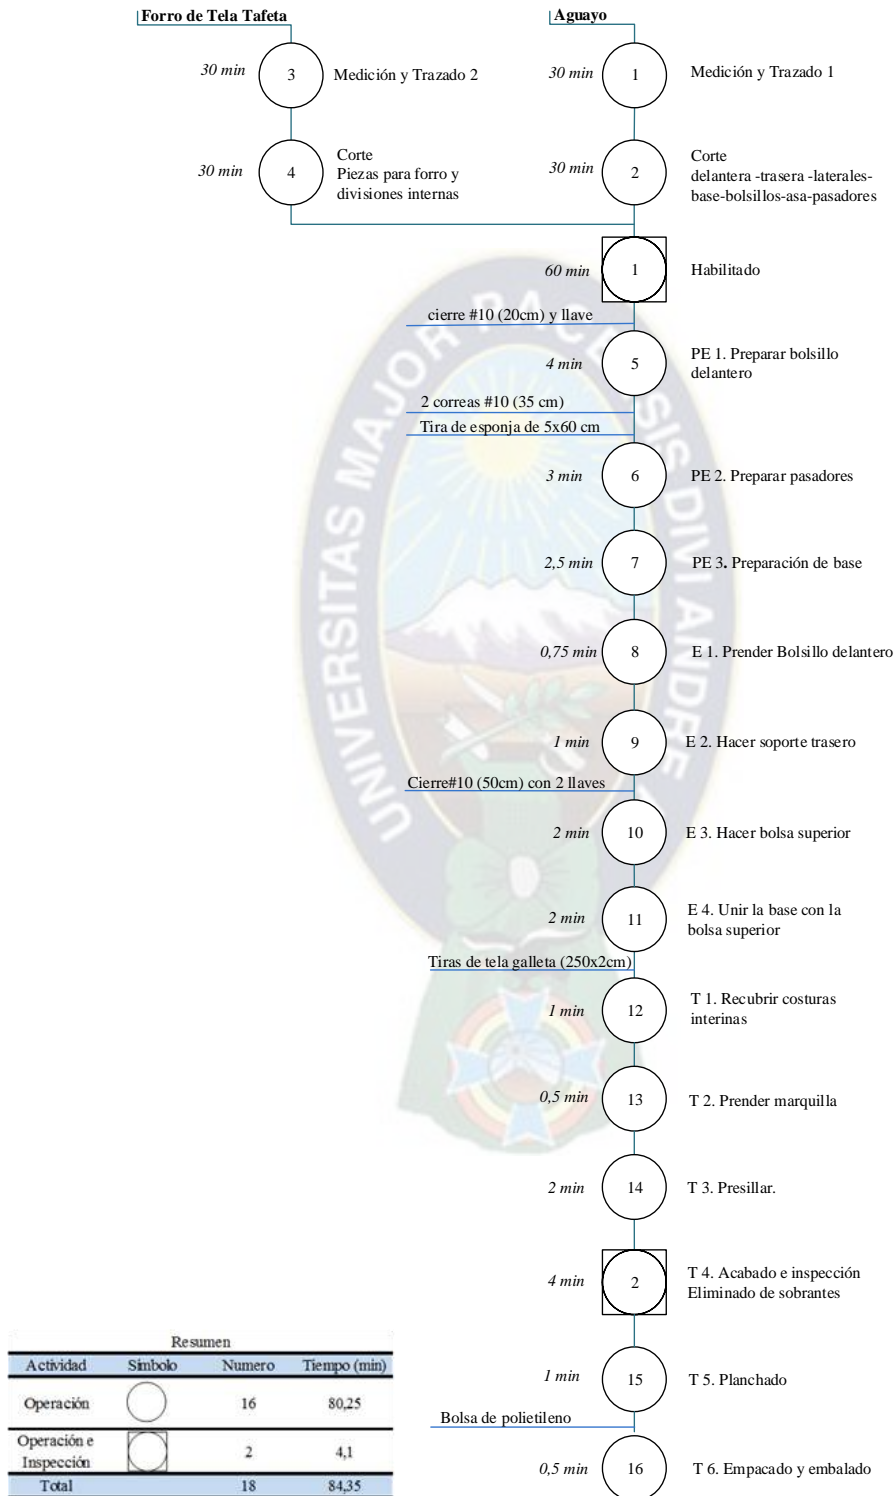 Forro de Tela Tafeta
Aguayo
30 min
3
Medición y Trazado 2
30 min
1
Medición y Trazado 1
30 min
4
Corte
Piezas para forro y
divisiones internas
30 min
2
Corte
delantera -trasera -laterales-
base-bolsillos-asa-pasadores
60 min
1
Habilitado
cierre #10 (20cm) y llave
4 min
5
PE 1. Preparar bolsillo
delantero
2 correas #10 (35 cm)
Tira de esponja de 5x60 cm
3 min
6
PE 2. Preparar pasadores
2,5 min
7
PE 3. Preparación de base
0,75 min
8
E 1. Prender Bolsillo delantero
1 min
9
E 2. Hacer soporte trasero
Cierre#10 (50cm) con 2 llaves
2 min
10
E 3. Hacer bolsa superior
2 min
11
E 4. Unir la base con la
bolsa superior
Tiras de tela galleta (250x2cm)
1 min
12
T 1. Recubrir costuras
interinas
0,5 min
13
T 2. Prender marquilla
2 min
14
T 3. Presillar.
4 min
2
T 4. Acabado e inspección
Eliminado de sobrantes
1 min
15
T 5. Planchado
Bolsa de polietileno
0,5 min
16
T 6. Empacado y embalado
Resumen
Actividad Símbolo Numero Tiempo (min)
Operación 16 80,25
Operación e
Inspección 2 4,1
Total 18 84,35
UNIVERSITAS MAJOR PACENSIS DIVI ANDRE